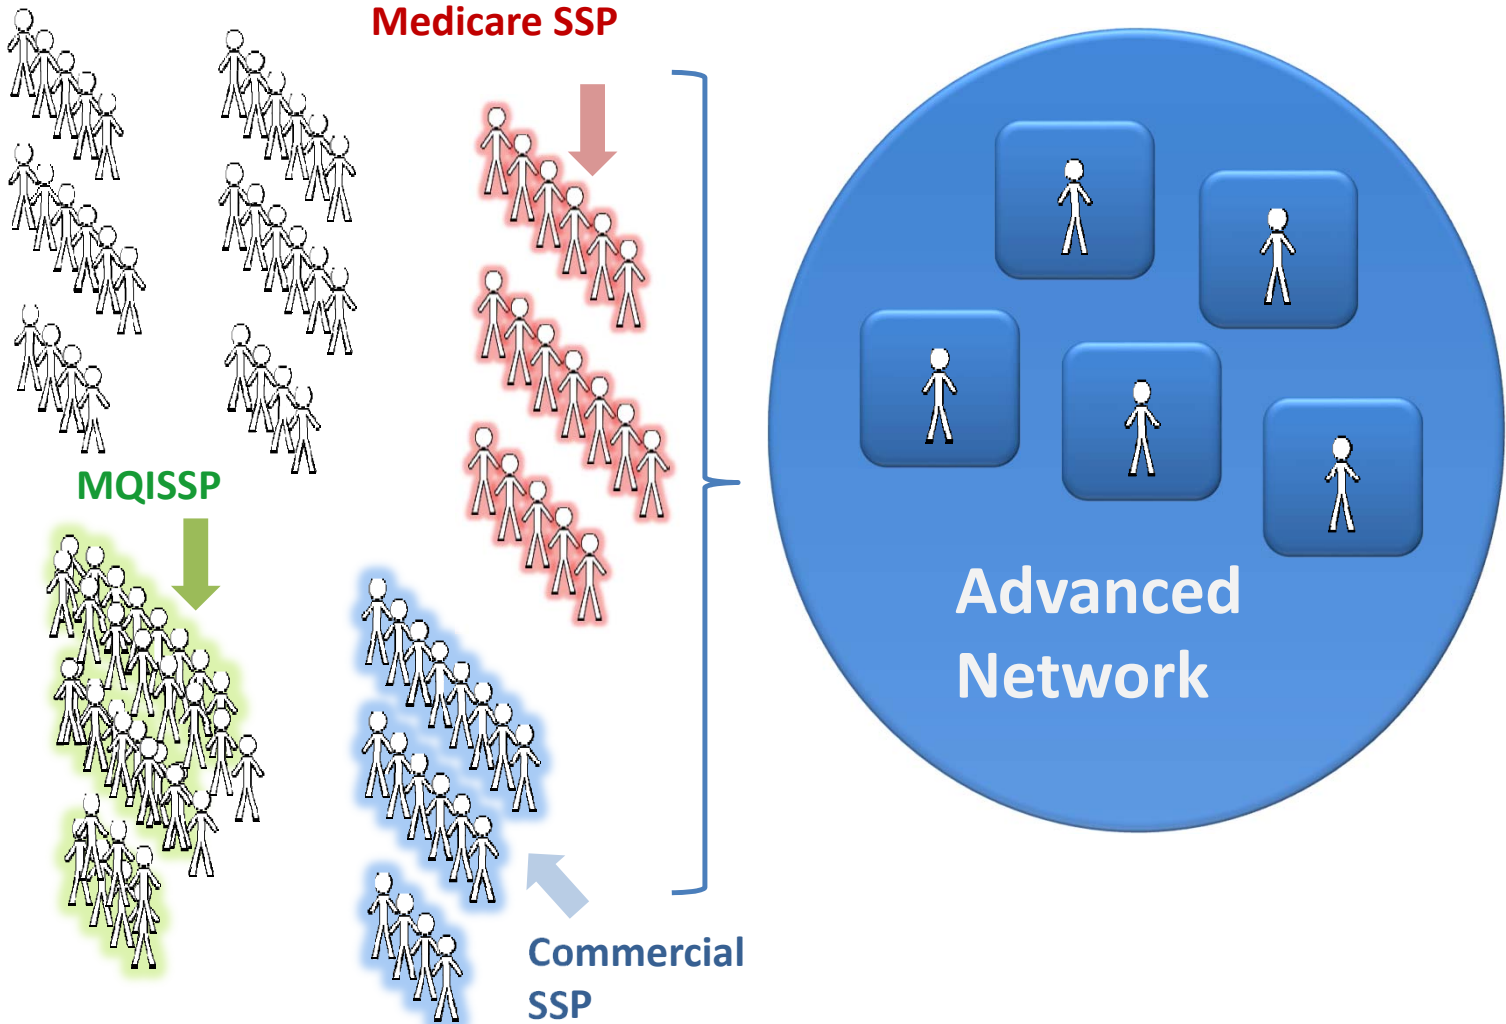 Medicare SSP
MQISSP
Advanced
Network
Commercial
SSP